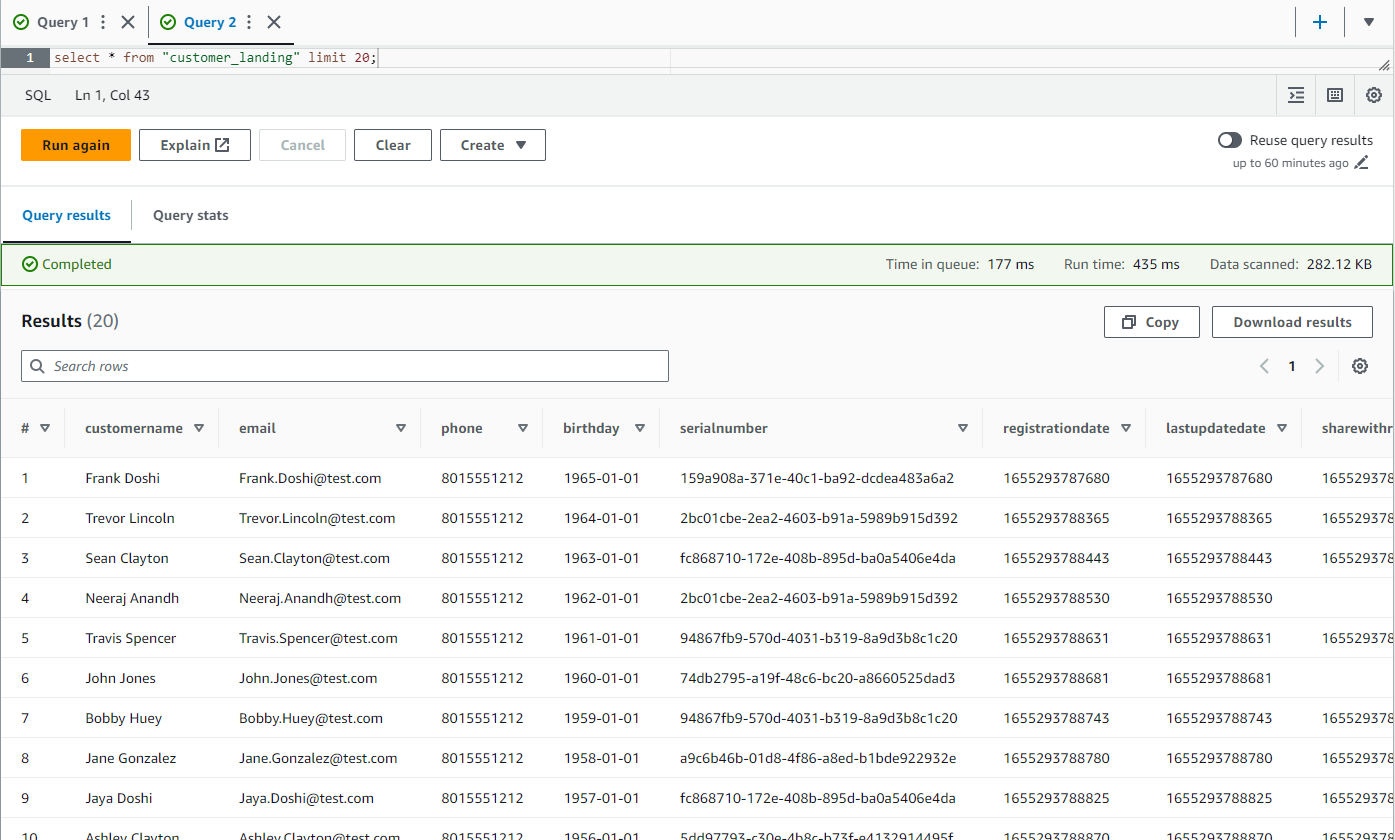 Query 1
Query 2
1 select * from "customer_landing" limit 20;
SQL Ln 1, Col 43
Run again Explain Cancel Clear Create
Reuse query results
up to 60 minutes ago
Query results Query stats
Completed Time in queue: 177 ms Run time: 435 ms Data scanned: 282.12 KB
Results (20) Copy Download results
Search rows 1
# customername email phone birthday serialnumber registrationdate lastupdatedate sharewithr
1 Frank Doshi Frank.Doshi@test.com 8015551212 1965-01-01 159a908a-371e-40c1-ba92-dcdea483a6a2 1655293787680 1655293787680 165529378
2 Trevor Lincoln Trevor.Lincoln@test.com 8015551212 1964-01-01 2bc01cbe-2ea2-4603-b91a-5989b915d392 1655293788365 1655293788365 165529378
3 Sean Clayton Sean.Clayton@test.com 8015551212 1963-01-01 fc868710-172e-408b-895d-ba0a5406e4da 1655293788443 1655293788443 165529378
4 Neeraj Anandh Neeraj.Anandh@test.com 8015551212 1962-01-01 2bc01cbe-2ea2-4603-b91a-5989b915d392 1655293788530 1655293788530
5 Travis Spencer Travis.Spencer@test.com 8015551212 1961-01-01 94867fb9-570d-4031-b319-8a9d3b8c1c20 1655293788631 1655293788631 165529378
6 John Jones John.Jones@test.com 8015551212 1960-01-01 74db2795-a19f-48c6-bc20-a8660525dad3 1655293788681 1655293788681
7 Bobby Huey Bobby.Huey@test.com 8015551212 1959-01-01 94867fb9-570d-4031-b319-8a9d3b8c1c20 1655293788743 1655293788743 165529378
8 Jane Gonzalez Jane.Gonzalez@test.com 8015551212 1958-01-01 a9c6b46b-01d8-4f86-a8ed-b1bde922932e 1655293788780 1655293788780 165529378
9 Jaya Doshi Jaya.Doshi@test.com 8015551212 1957-01-01 fc868710-172e-408b-895d-ba0a5406e4da 1655293788825 1655293788825 165529378
10 Ashley Clayton Ashley.Clayton@test.com 8015551212 1956-01-01 5dd97793-c30e-4b8c-b73f-e4132914495f 1655293788870 1655293788870 165529378